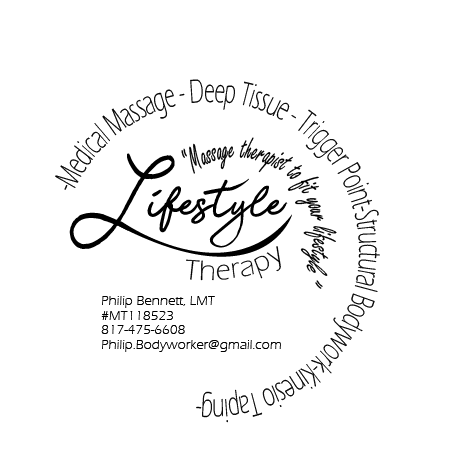 -Medical Massage - Deep Tissue - Trigger Point-Structural Bodywork-Kinesio Taping-
"Massage therapist to fit your lifestyle"
Lifestyle
Therapy
Philip Bennett, LMT
#MT118523
817-475-6608
Philip.Bodyworker@gmail.com